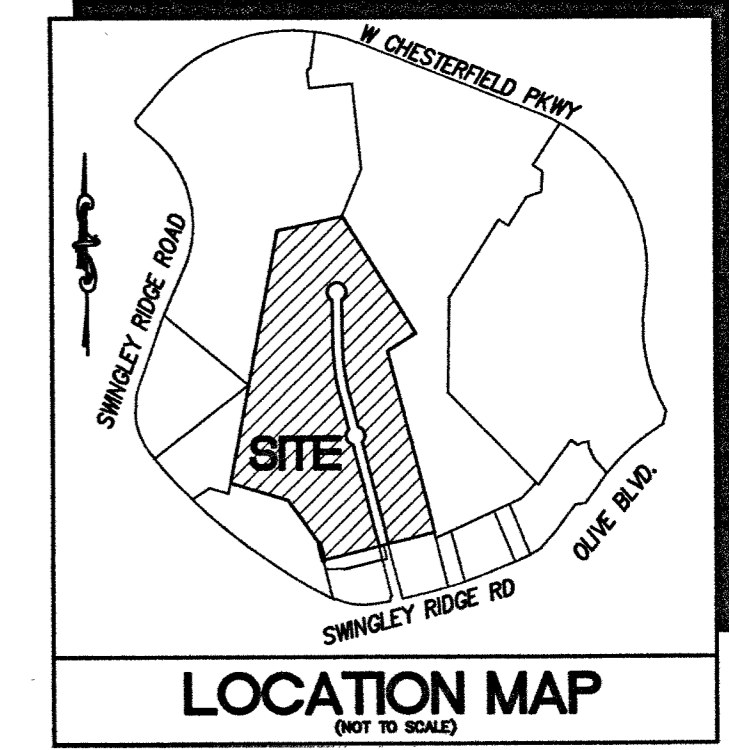 W CHESTERFIELD PKWY
SWINGLEY RIDGE ROAD
SITE
OLIVE BLVD.
SWINGLEY RIDGE RD
LOCATION MAP
(NOT TO SCALE)